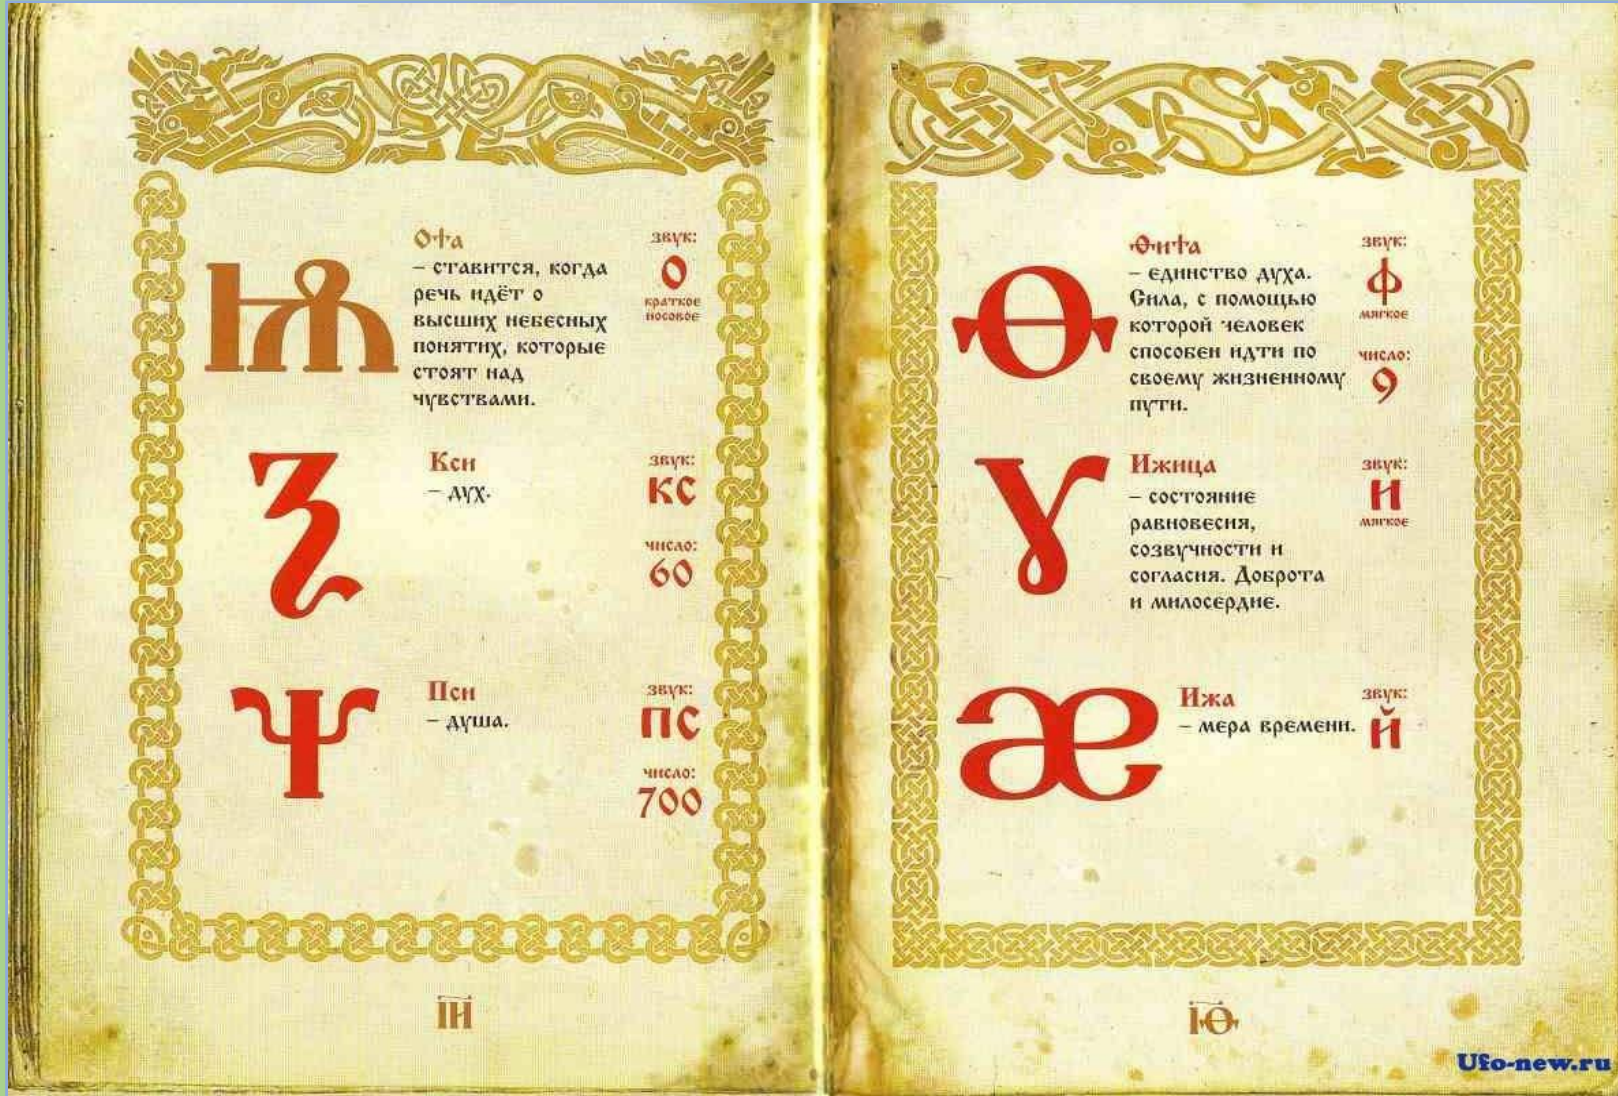 Ѭ
Ота
– ставится, когда
речь идёт о
высших небесных
понятих, которые
стоят над
чувствами.
звук:
О
краткое
носовое
Ѯ
Кси
– дух.
звук:
кс
число:
60
Ѱ
Пси
– душа.
звук:
пс
число:
700
І҃И
Ѳ
Ѳита
– единство духа.
Сила, с помощью
которой человек
способен идти по
своему жизненному
пути.
звук:
ф
мягкое
число:
9
Ѵ
Ижица
– состояние
равновесия,
созвучности и
согласия. Доброта
и милосердие.
звук:
и
мягкое
æ
Ижа
– мера времени.
звук:
й
І҃Ѳ
Ufo-new.ru